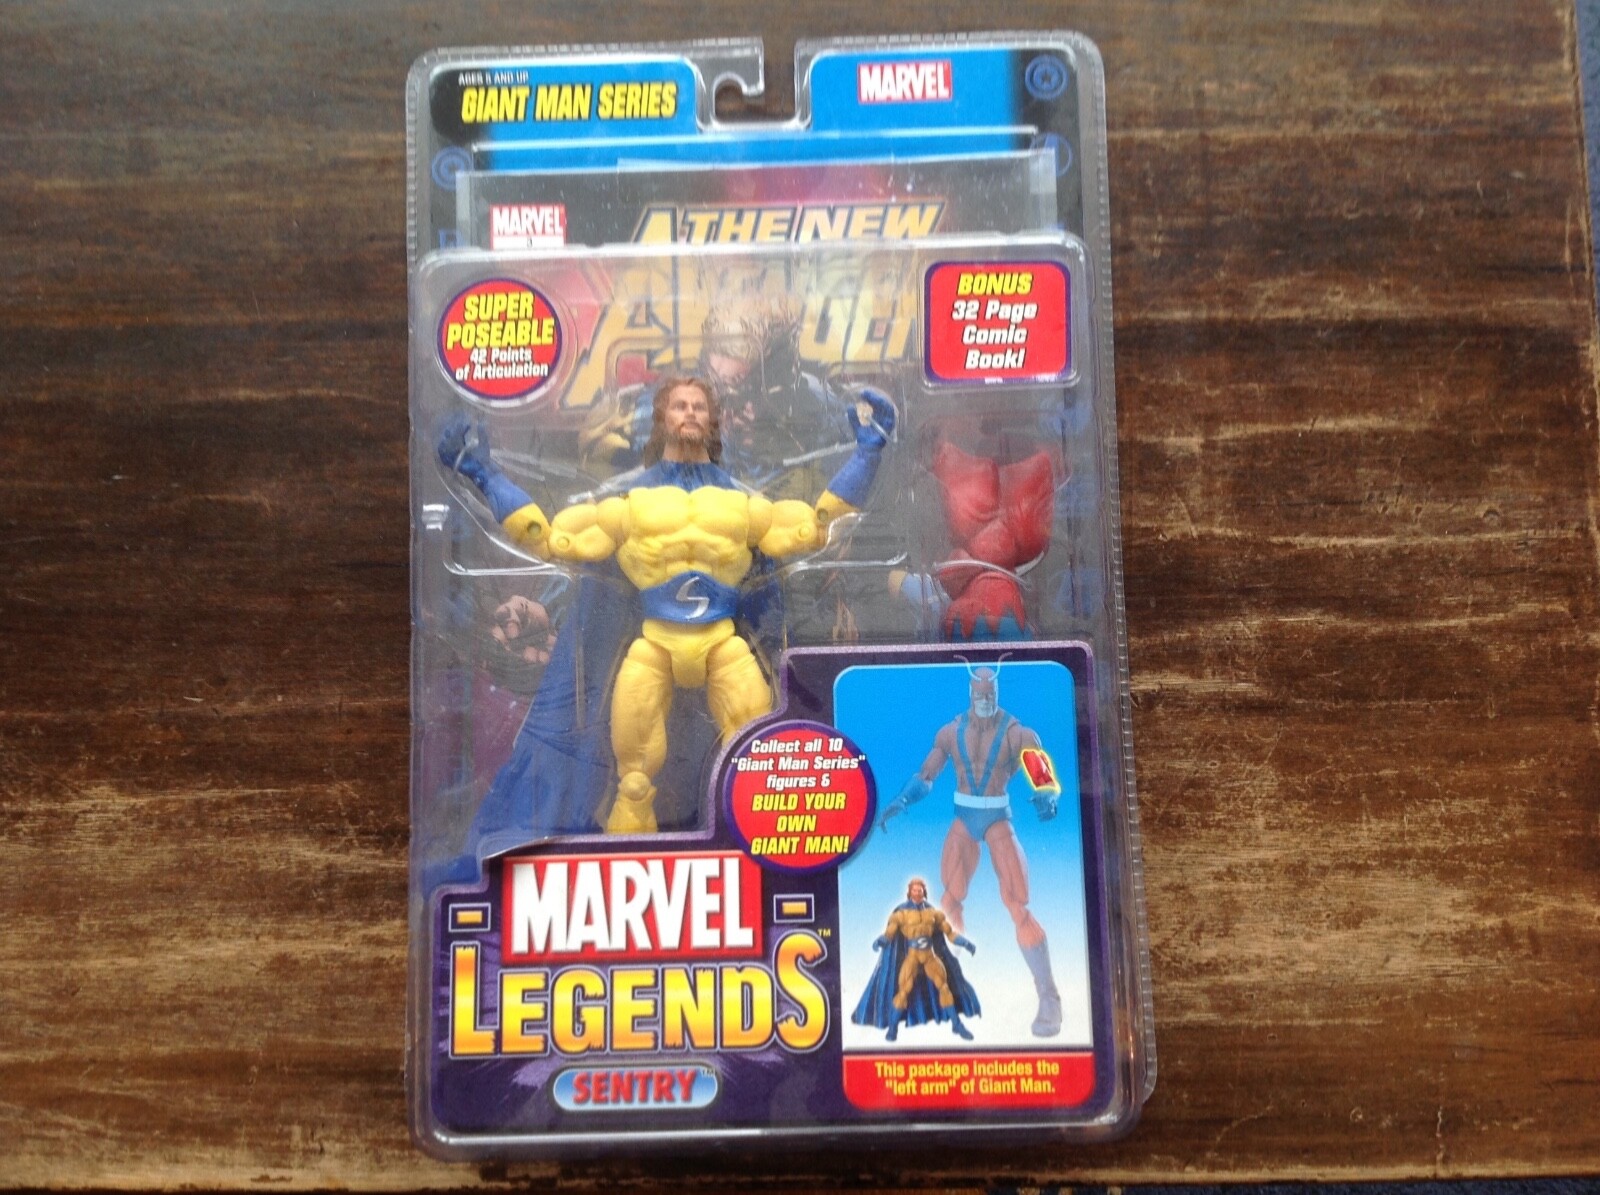 AGES 5 AND UP
GIANT MAN SERIES
MARVEL
MARVEL
THE NEW
SUPER
POSEABLE
42 Points
of Articulation
BONUS
32 Page
Comic
Book!
S
Collect all 10
"Giant Man Series"
figures &
BUILD YOUR
OWN
GIANT MAN!
MARVEL
LEGENDS™
SENTRY™
This package includes the
"left arm" of Giant Man.